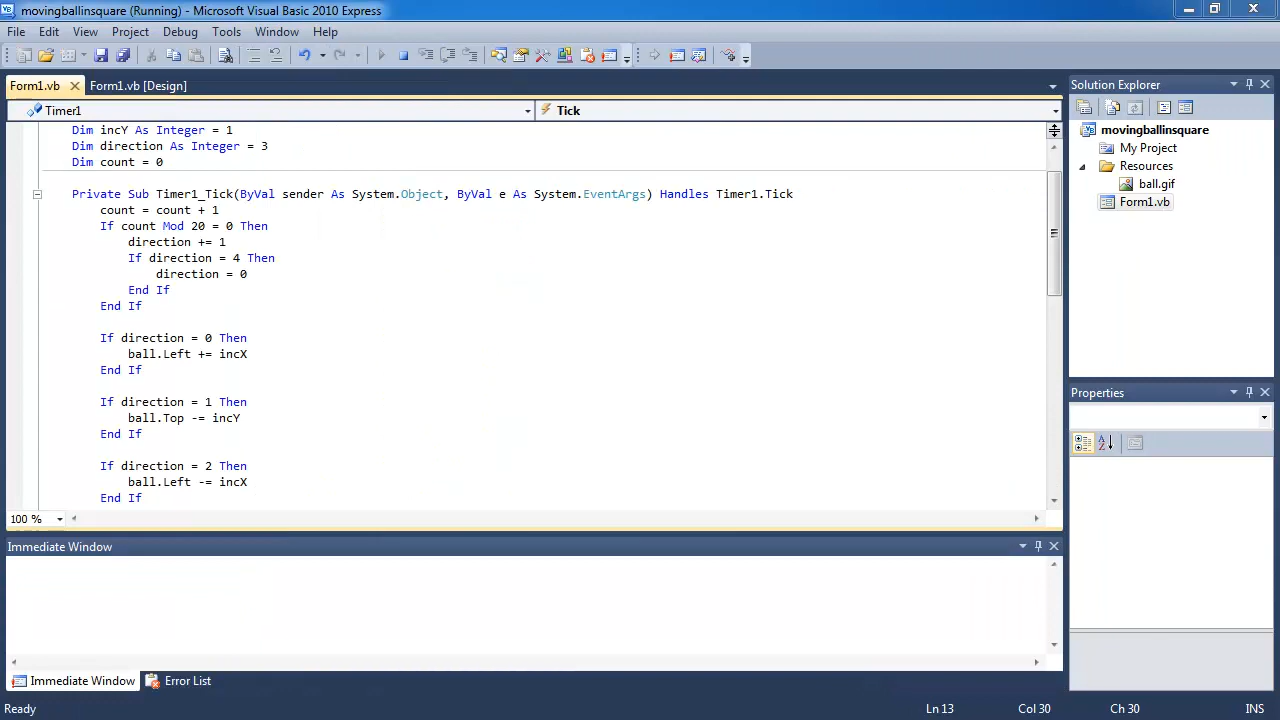 movingballinsquare (Running) - Microsoft Visual Basic 2010 Express
File Edit View Project Debug Tools Window Help
Form1.vb Form1.vb [Design]
Timer1 Tick
Dim incY As Integer = 1
Dim direction As Integer = 3
Dim count = 0
Private Sub Timer1_Tick(ByVal sender As System.Object, ByVal e As System.EventArgs) Handles Timer1.Tick
count = count + 1
If count Mod 20 = 0 Then
direction += 1
If direction = 4 Then
direction = 0
End If
End If
If direction = 0 Then
ball.Left += incX
End If
If direction = 1 Then
ball.Top -= incY
End If
If direction = 2 Then
ball.Left -= incX
End If
100 %
Immediate Window
Immediate Window Error List
Solution Explorer
movingballinsquare
My Project
Resources
ball.gif
Form1.vb
Properties
Ready Ln 13 Col 30 Ch 30 INS